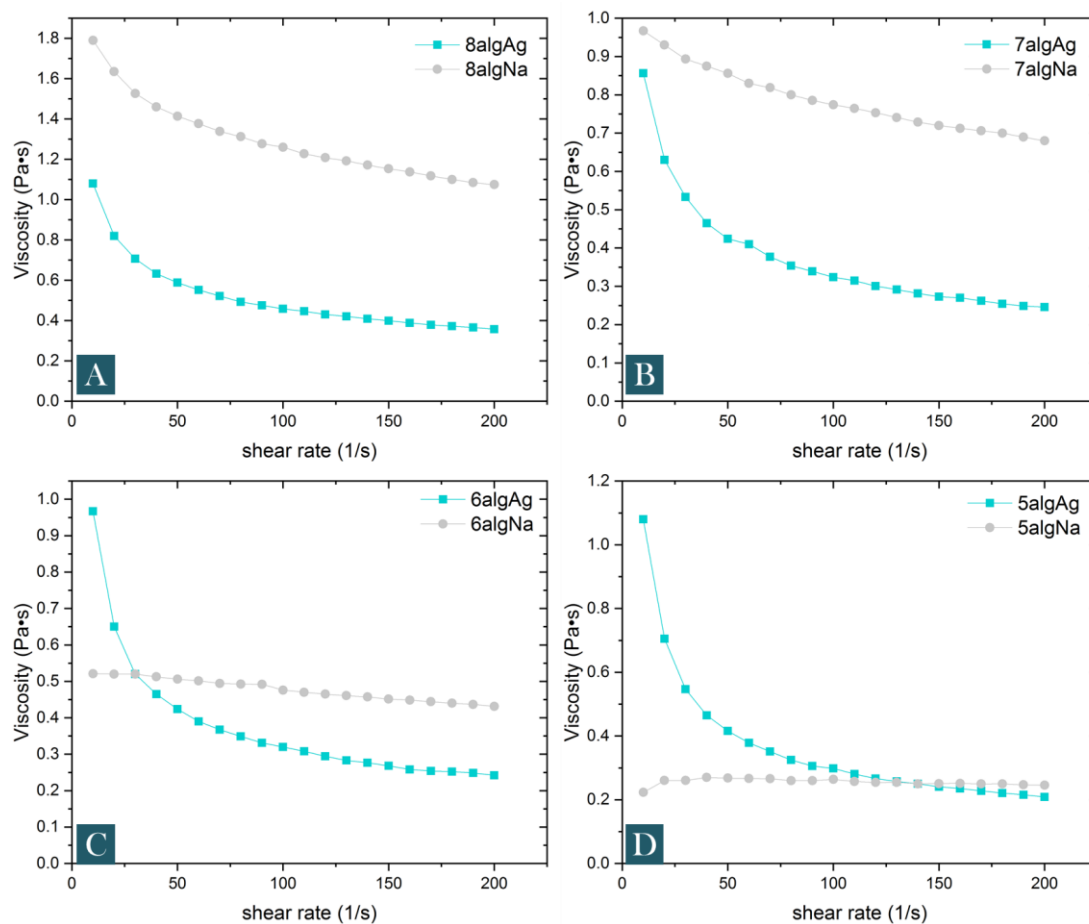 8algAg
8algNa
Viscosity (Pa•s)
1.8
1.6
1.4
1.2
1.0
0.8
0.6
0.4
0.2
0.0
A
0 50 100 150 200
shear rate (1/s)
7algAg
7algNa
Viscosity (Pa•s)
1.0
0.9
0.8
0.7
0.6
0.5
0.4
0.3
0.2
0.1
0.0
B
0 50 100 150 200
shear rate (1/s)
6algAg
6algNa
Viscosity (Pa•s)
1.0
0.9
0.8
0.7
0.6
0.5
0.4
0.3
0.2
0.1
0.0
C
0 50 100 150 200
shear rate (1/s)
5algAg
5algNa
Viscosity (Pa•s)
1.2
1.0
0.8
0.6
0.4
0.2
0.0
D
0 50 100 150 200
shear rate (1/s)